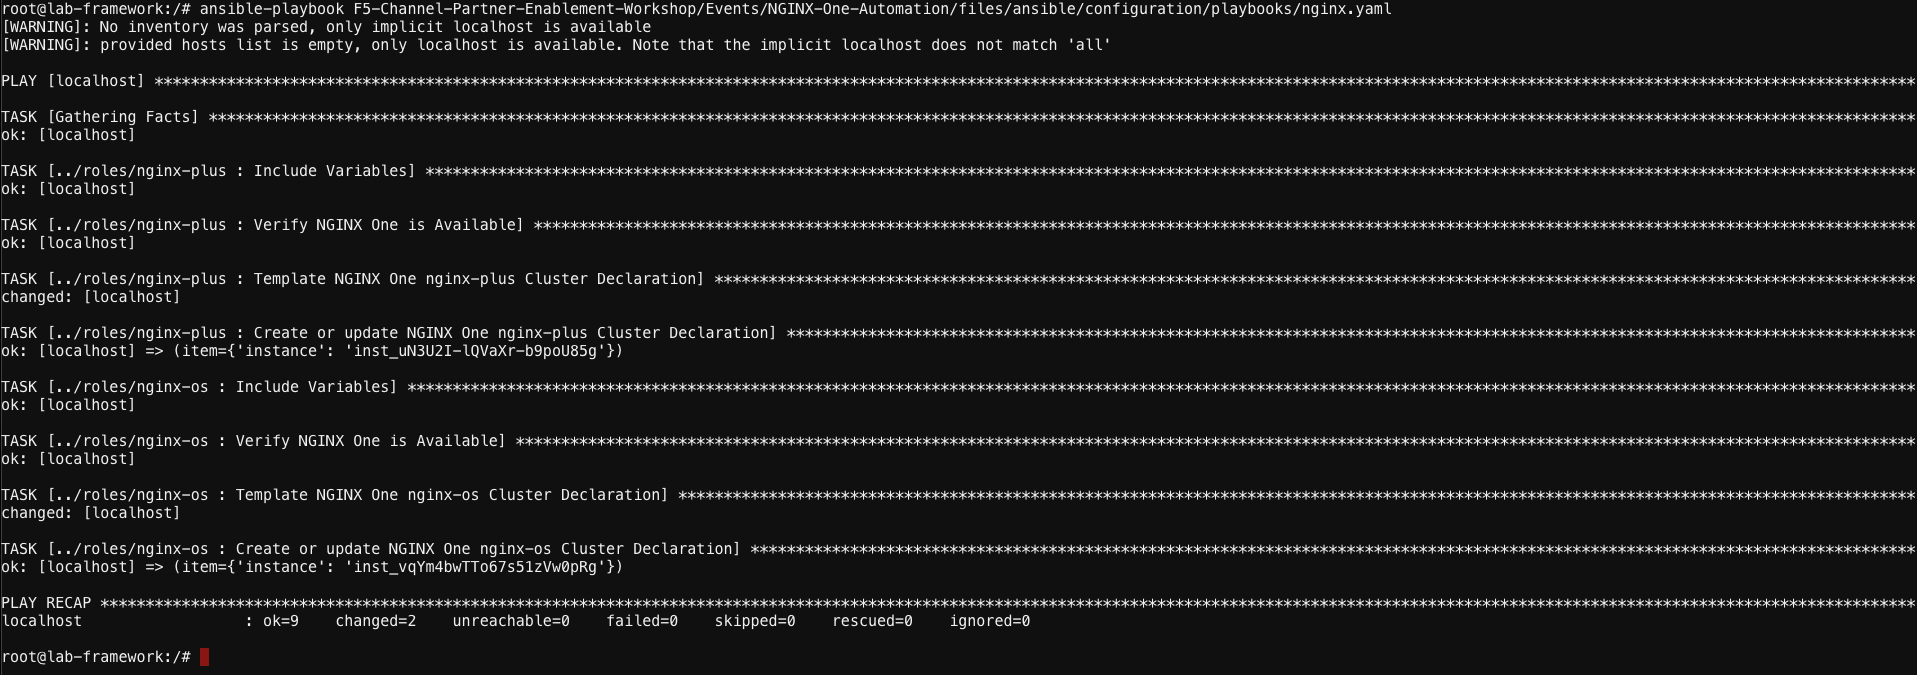 root@lab-framework:/# ansible-playbook F5-Channel-Partner-Enablement-Workshop/Events/NGINX-One-Automation/files/ansible/configuration/playbooks/nginx.yaml
[WARNING]: No inventory was parsed, only implicit localhost is available
[WARNING]: provided hosts list is empty, only localhost is available. Note that the implicit localhost does not match 'all'
PLAY [localhost] ****************************************************************************************************************************************************************************************************
TASK [Gathering Facts] **********************************************************************************************************************************************************************************************
ok: [localhost]
TASK [../roles/nginx-plus : Include Variables] **********************************************************************************************************************************************************************
ok: [localhost]
TASK [../roles/nginx-plus : Verify NGINX One is Available] **********************************************************************************************************************************************************
ok: [localhost]
TASK [../roles/nginx-plus : Template NGINX One nginx-plus Cluster Declaration] **************************************************************************************************************************************
changed: [localhost]
TASK [../roles/nginx-plus : Create or update NGINX One nginx-plus Cluster Declaration] ******************************************************************************************************************************
ok: [localhost] => (item={'instance': 'inst_uN3U2I-lQVaXr-b9poU85g'})
TASK [../roles/nginx-os : Include Variables] ************************************************************************************************************************************************************************
ok: [localhost]
TASK [../roles/nginx-os : Verify NGINX One is Available] ************************************************************************************************************************************************************
ok: [localhost]
TASK [../roles/nginx-os : Template NGINX One nginx-os Cluster Declaration] ******************************************************************************************************************************************
changed: [localhost]
TASK [../roles/nginx-os : Create or update NGINX One nginx-os Cluster Declaration] **********************************************************************************************************************************
ok: [localhost] => (item={'instance': 'inst_vqYm4bwTTo67s51zVw0pRg'})
PLAY RECAP **********************************************************************************************************************************************************************************************************
localhost                  : ok=9    changed=2    unreachable=0    failed=0    skipped=0    rescued=0    ignored=0
root@lab-framework:/#